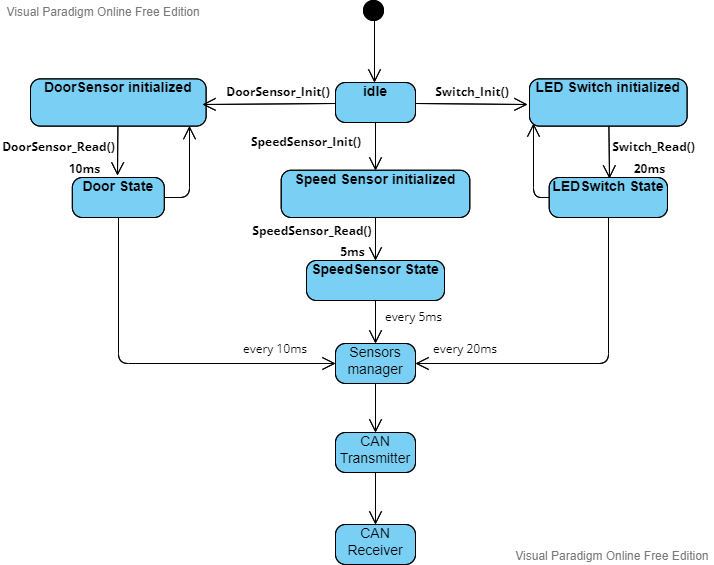 Visual Paradigm Online Free Edition
DoorSensor initialized
DoorSensor_Init()
idle
Switch_Init()
LED Switch initialized
DoorSensor_Read()
10ms
SpeedSensor_Init()
Switch_Read()
20ms
Door State
Speed Sensor initialized
LEDSwitch State
SpeedSensor_Read()
5ms
SpeedSensor State
every 5ms
every 10ms
Sensors
manager
every 20ms
CAN
Transmitter
CAN
Receiver
Visual Paradigm Online Free Edition